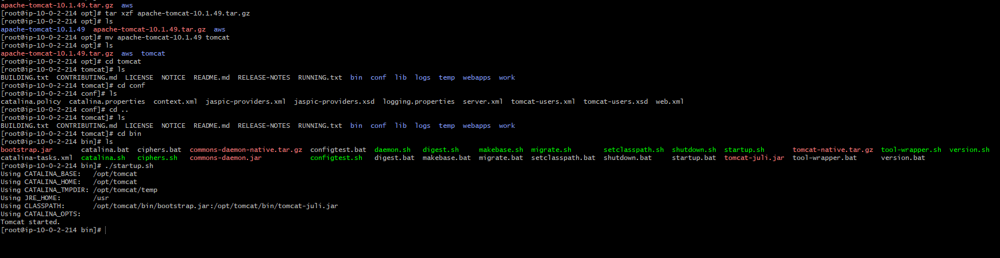 apache-tomcat-10.1.49.tar.gz  aws
[root@ip-10-0-2-214 opt]# tar xzf apache-tomcat-10.1.49.tar.gz
[root@ip-10-0-2-214 opt]# ls
apache-tomcat-10.1.49  apache-tomcat-10.1.49.tar.gz  aws
[root@ip-10-0-2-214 opt]# mv apache-tomcat-10.1.49 tomcat
[root@ip-10-0-2-214 opt]# ls
apache-tomcat-10.1.49.tar.gz  aws  tomcat
[root@ip-10-0-2-214 opt]# cd tomcat
[root@ip-10-0-2-214 tomcat]# ls
BUILDING.txt  CONTRIBUTING.md  LICENSE  NOTICE  README.md  RELEASE-NOTES  RUNNING.txt  bin  conf  lib  logs  temp  webapps  work
[root@ip-10-0-2-214 tomcat]# cd conf
[root@ip-10-0-2-214 conf]# ls
catalina.policy  catalina.properties  context.xml  jaspic-providers.xml  jaspic-providers.xsd  logging.properties  server.xml  tomcat-users.xml  tomcat-users.xsd  web.xml
[root@ip-10-0-2-214 conf]# cd ..
[root@ip-10-0-2-214 tomcat]# ls
BUILDING.txt  CONTRIBUTING.md  LICENSE  NOTICE  README.md  RELEASE-NOTES  RUNNING.txt  bin  conf  lib  logs  temp  webapps  work
[root@ip-10-0-2-214 tomcat]# cd bin
[root@ip-10-0-2-214 bin]# ls
bootstrap.jar       catalina.bat  ciphers.bat  commons-daemon-native.tar.gz  configtest.bat  daemon.sh   digest.sh     makebase.sh   migrate.sh        setclasspath.sh   shutdown.sh  startup.sh       tomcat-native.tar.gz  tool-wrapper.sh  version.sh
catalina-tasks.xml  catalina.sh   ciphers.sh   commons-daemon.jar            configtest.sh   digest.bat  makebase.bat  migrate.bat  setclasspath.bat  shutdown.bat     startup.bat  tomcat-juli.jar  tool-wrapper.bat      version.bat
[root@ip-10-0-2-214 bin]# ./startup.sh
Using CATALINA_BASE:   /opt/tomcat
Using CATALINA_HOME:   /opt/tomcat
Using CATALINA_TMPDIR: /opt/tomcat/temp
Using JRE_HOME:        /usr
Using CLASSPATH:       /opt/tomcat/bin/bootstrap.jar:/opt/tomcat/bin/tomcat-juli.jar
Using CATALINA_OPTS:
Tomcat started.
[root@ip-10-0-2-214 bin]#